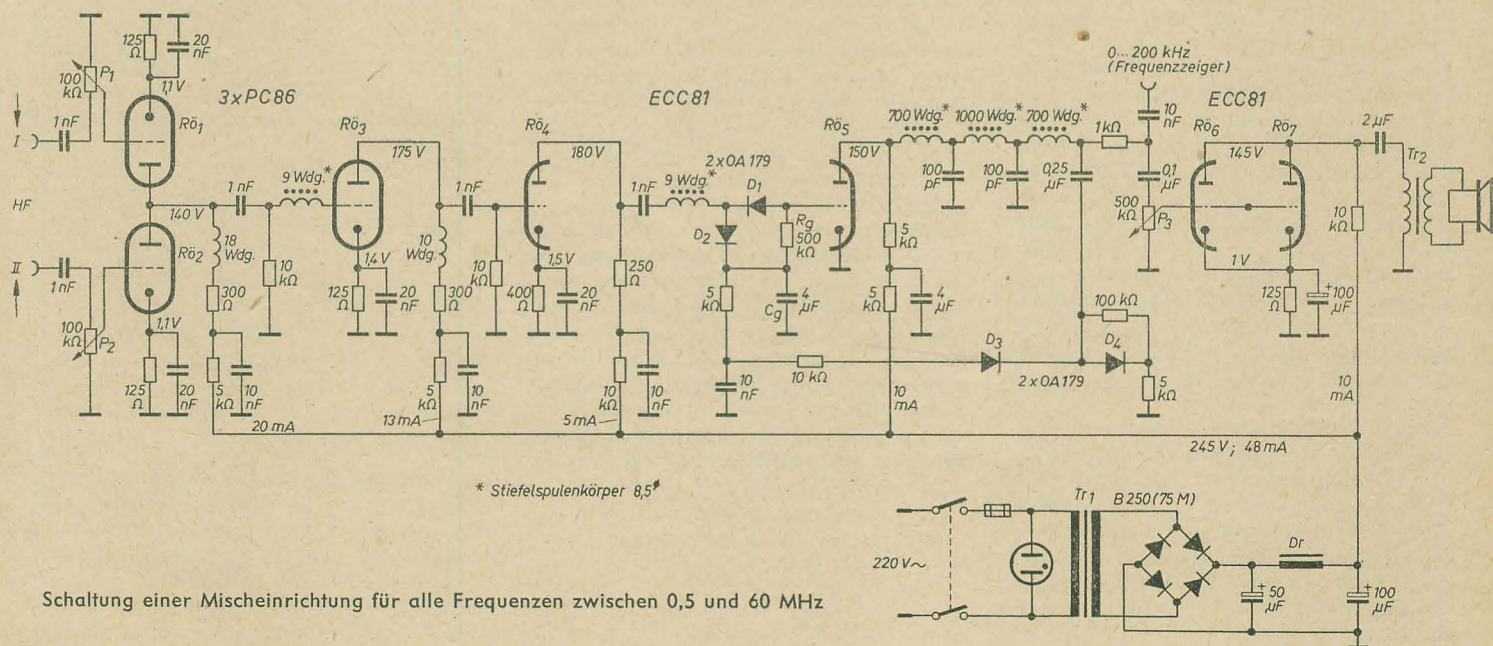 125 Ω
20 nF
1,1V
100 kΩ
P1
1 nF
I
Rö1
3xPC86
HF
140 V
1 nF
9 Wdg.*
Rö3
175 V
Rö2
18 Wdg.
10 kΩ
300 Ω
II
1 nF
100 kΩ
P2
1,1V
125 Ω
20 nF
5 kΩ
10 nF
20 mA
1,4V
125 Ω
20 nF
1 nF
10 Wdg.
300 Ω
5 kΩ
10 nF
13 mA
10 kΩ
ECC81
Rö4
180 V
1,5V
400 Ω
20 nF
250 Ω
10 kΩ
10 nF
5 mA
1 nF
9 Wdg.*
2xOA179
D1
D2
Rg
500 kΩ
5 kΩ
Cg
4 µF
10 nF
10 kΩ
D3
Rö5
150 V
5 kΩ
5 kΩ
4 µF
10 mA
700 Wdg.*
1000 Wdg.*
700 Wdg.*
100 pF
100 pF
0,25 µF
1kΩ
0...200 kHz
(Frequenzzeiger)
10 nF
0,1 µF
500 kΩ
P3
100 kΩ
D4
2xOA179
5 kΩ
ECC81
Rö6
Rö7
145 V
1 V
125 Ω
+
100 µF
10 kΩ
2 µF
Tr2
10 mA
245 V; 48 mA
* Stiefelspulenkörper 8,5⌀
220 V~
Tr1
B 250 (75 M)
Dr
+
50 µF
+
100 µF
Schaltung einer Mischeinrichtung für alle Frequenzen zwischen 0,5 und 60 MHz